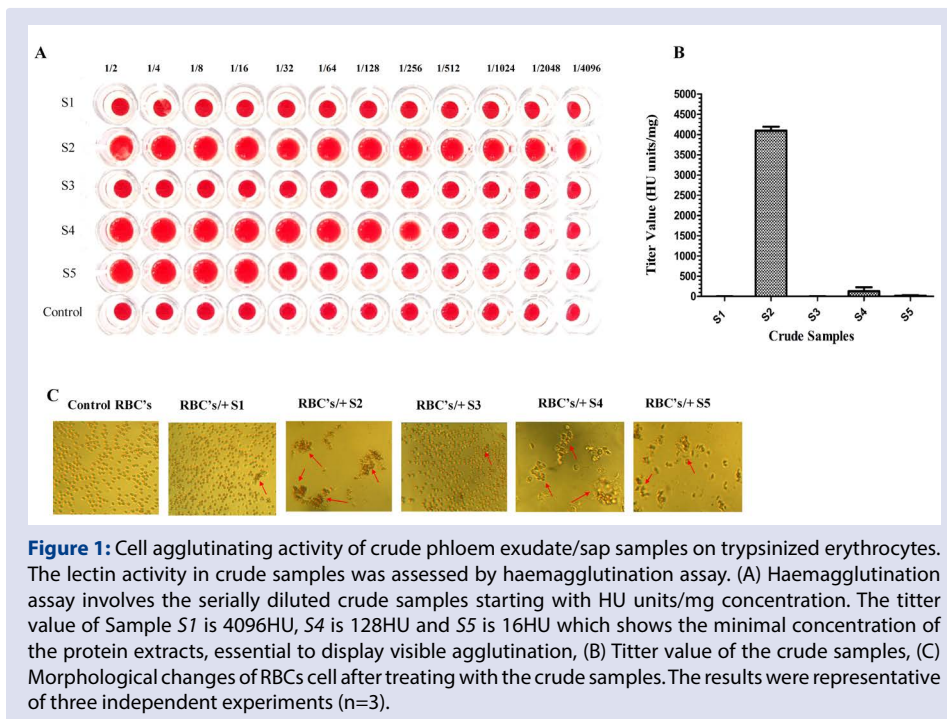 A
1/2 1/4 1/8 1/16 1/32 1/64 1/128 1/256 1/512 1/1024 1/2048 1/4096
S1
S2
S3
S4
S5
Control
B
Titer Value (HU units/mg)
5000
4500
4000
3500
3000
2500
2000
1500
1000
500
0
S1 S2 S3 S4 S5
Crude Samples
C
Control RBC's RBC's/+ S1 RBC's/+ S2 RBC's/+ S3 RBC's/+ S4 RBC's/+ S5
Figure 1: Cell agglutinating activity of crude phloem exudate/sap samples on trypsinized erythrocytes.
The lectin activity in crude samples was assessed by haemagglutination assay. (A) Haemagglutination
assay involves the serially diluted crude samples starting with HU units/mg concentration. The titter
value of Sample S1 is 4096HU, S4 is 128HU and S5 is 16HU which shows the minimal concentration of
the protein extracts, essential to display visible agglutination, (B) Titter value of the crude samples, (C)
Morphological changes of RBCs cell after treating with the crude samples. The results were representative
of three independent experiments (n=3).